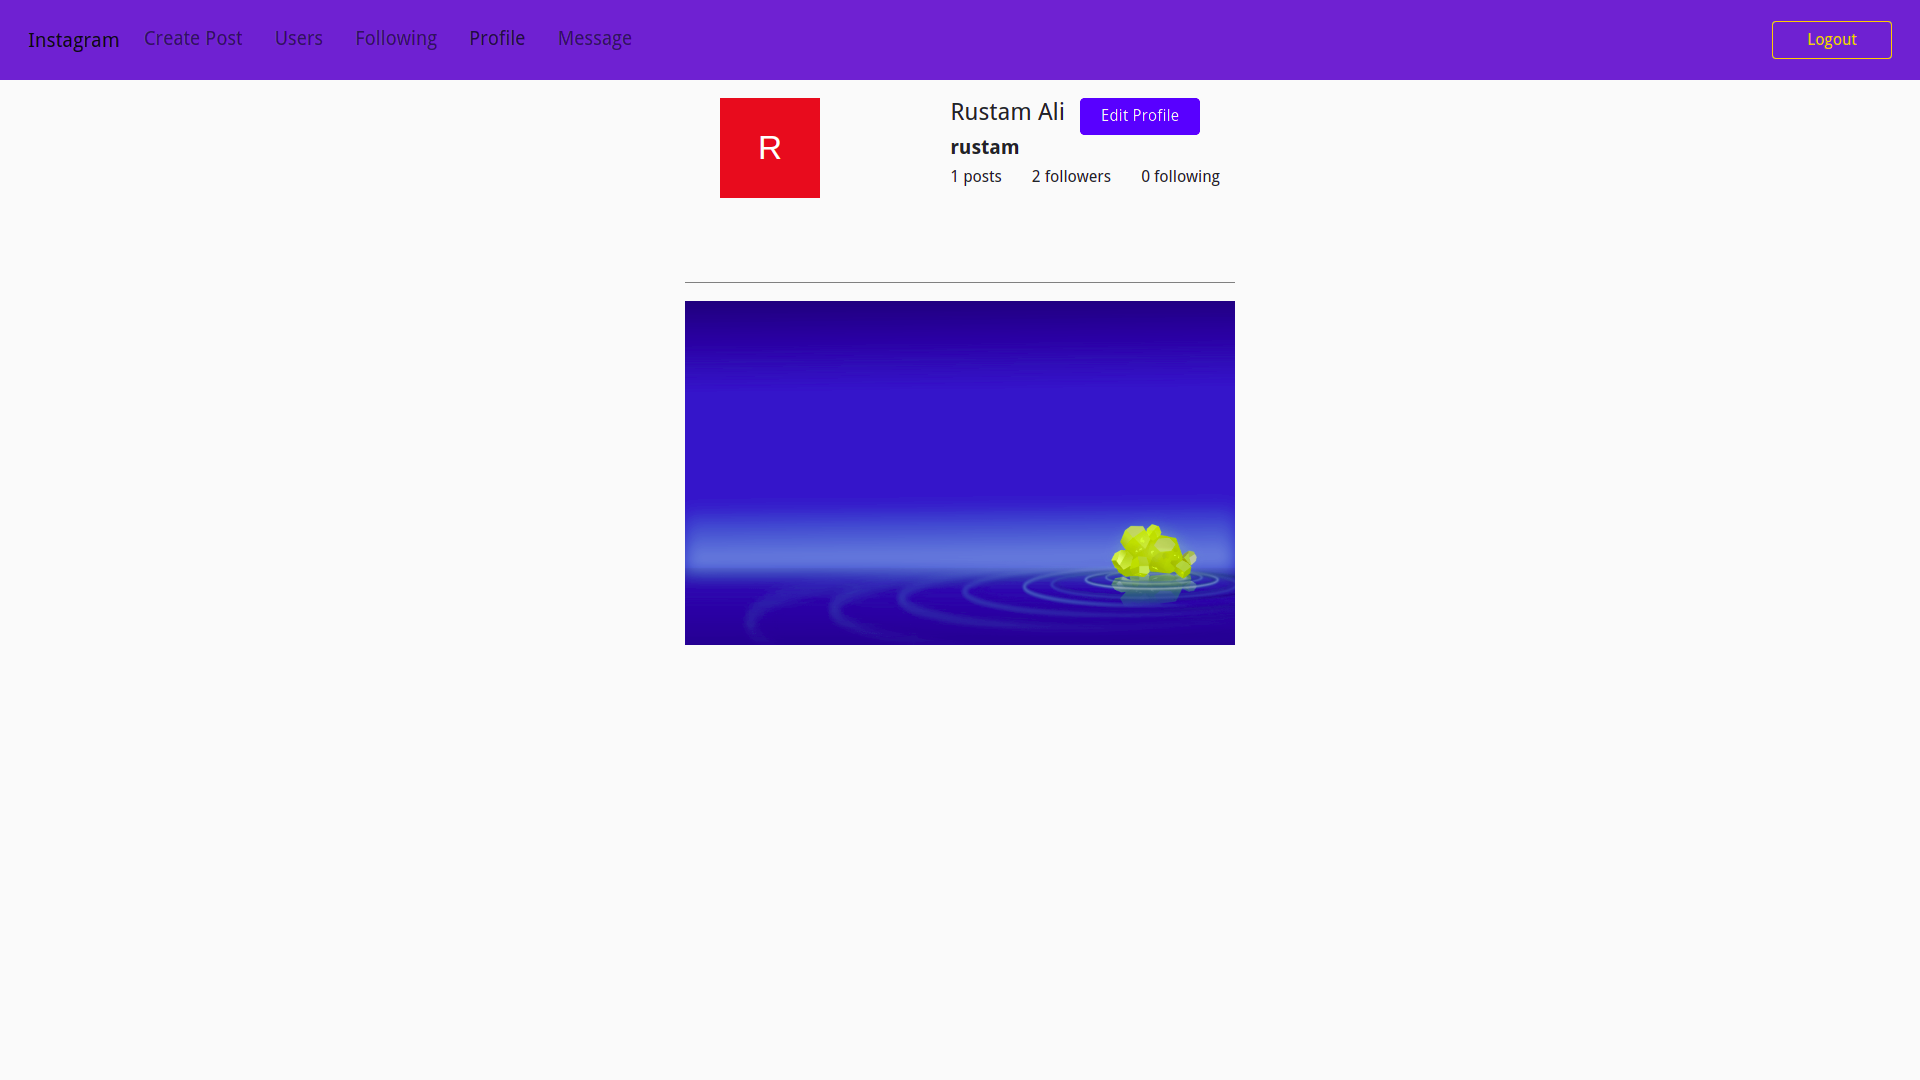 Instagram Create Post Users Following Profile Message Logout
R
Rustam Ali Edit Profile
rustam
1 posts 2 followers 0 following